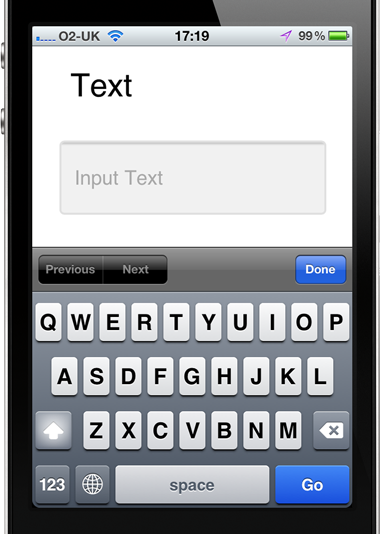 O2-UK 17:19 99%
Text
Input Text
Previous Next Done
Q W E R T Y U I O P
A S D F G H J K L
Z X C V B N M
123 space Go